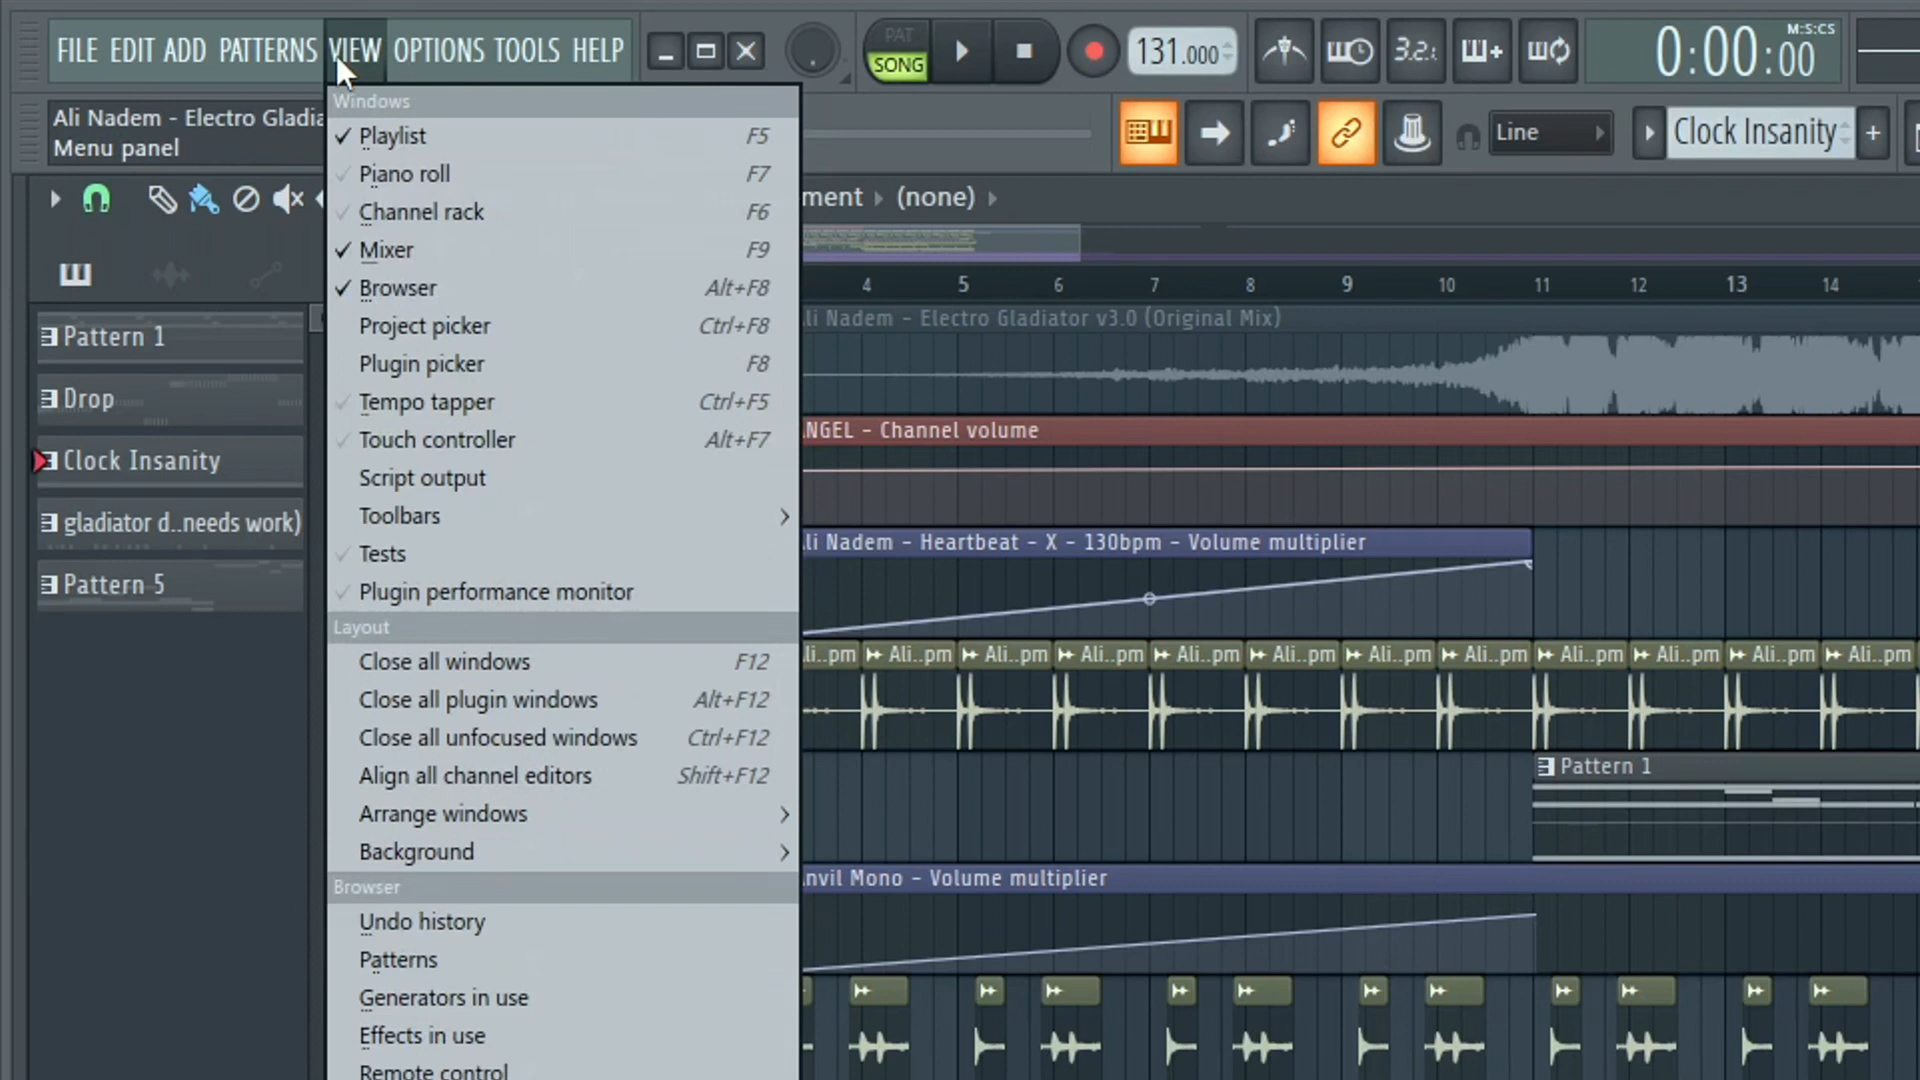 FILE EDIT ADD PATTERNS VIEW OPTIONS TOOLS HELP
PAT
SONG
131.000
3.2.
M:S:CS
0:00:00
Ali Nadem - Electro Gladia
Menu panel
Line
Clock Insanity
+
ment (none)
Windows
Playlist F5
Piano roll F7
Channel rack F6
Mixer F9
Browser Alt+F8
Project picker Ctrl+F8
Plugin picker F8
Tempo tapper Ctrl+F5
Touch controller Alt+F7
Script output
Toolbars
Tests
Plugin performance monitor
Layout
Close all windows F12
Close all plugin windows Alt+F12
Close all unfocused windows Ctrl+F12
Align all channel editors Shift+F12
Arrange windows
Background
Browser
Undo history
Patterns
Generators in use
Effects in use
Remote control
Pattern 1
Drop
Clock Insanity
gladiator d..needs work)
Pattern 5
4 5 6 7 8 9 10 11 12 13 14
li Nadem - Electro Gladiator v3.0 (Original Mix)
NGEL - Channel volume
li Nadem - Heartbeat - X - 130bpm - Volume multiplier
li..pm Ali..pm Ali..pm Ali..pm Ali..pm Ali..pm Ali..pm Ali..pm Ali..pm Ali..pm Ali..pm Ali..pm
Pattern 1
nvil Mono - Volume multiplier